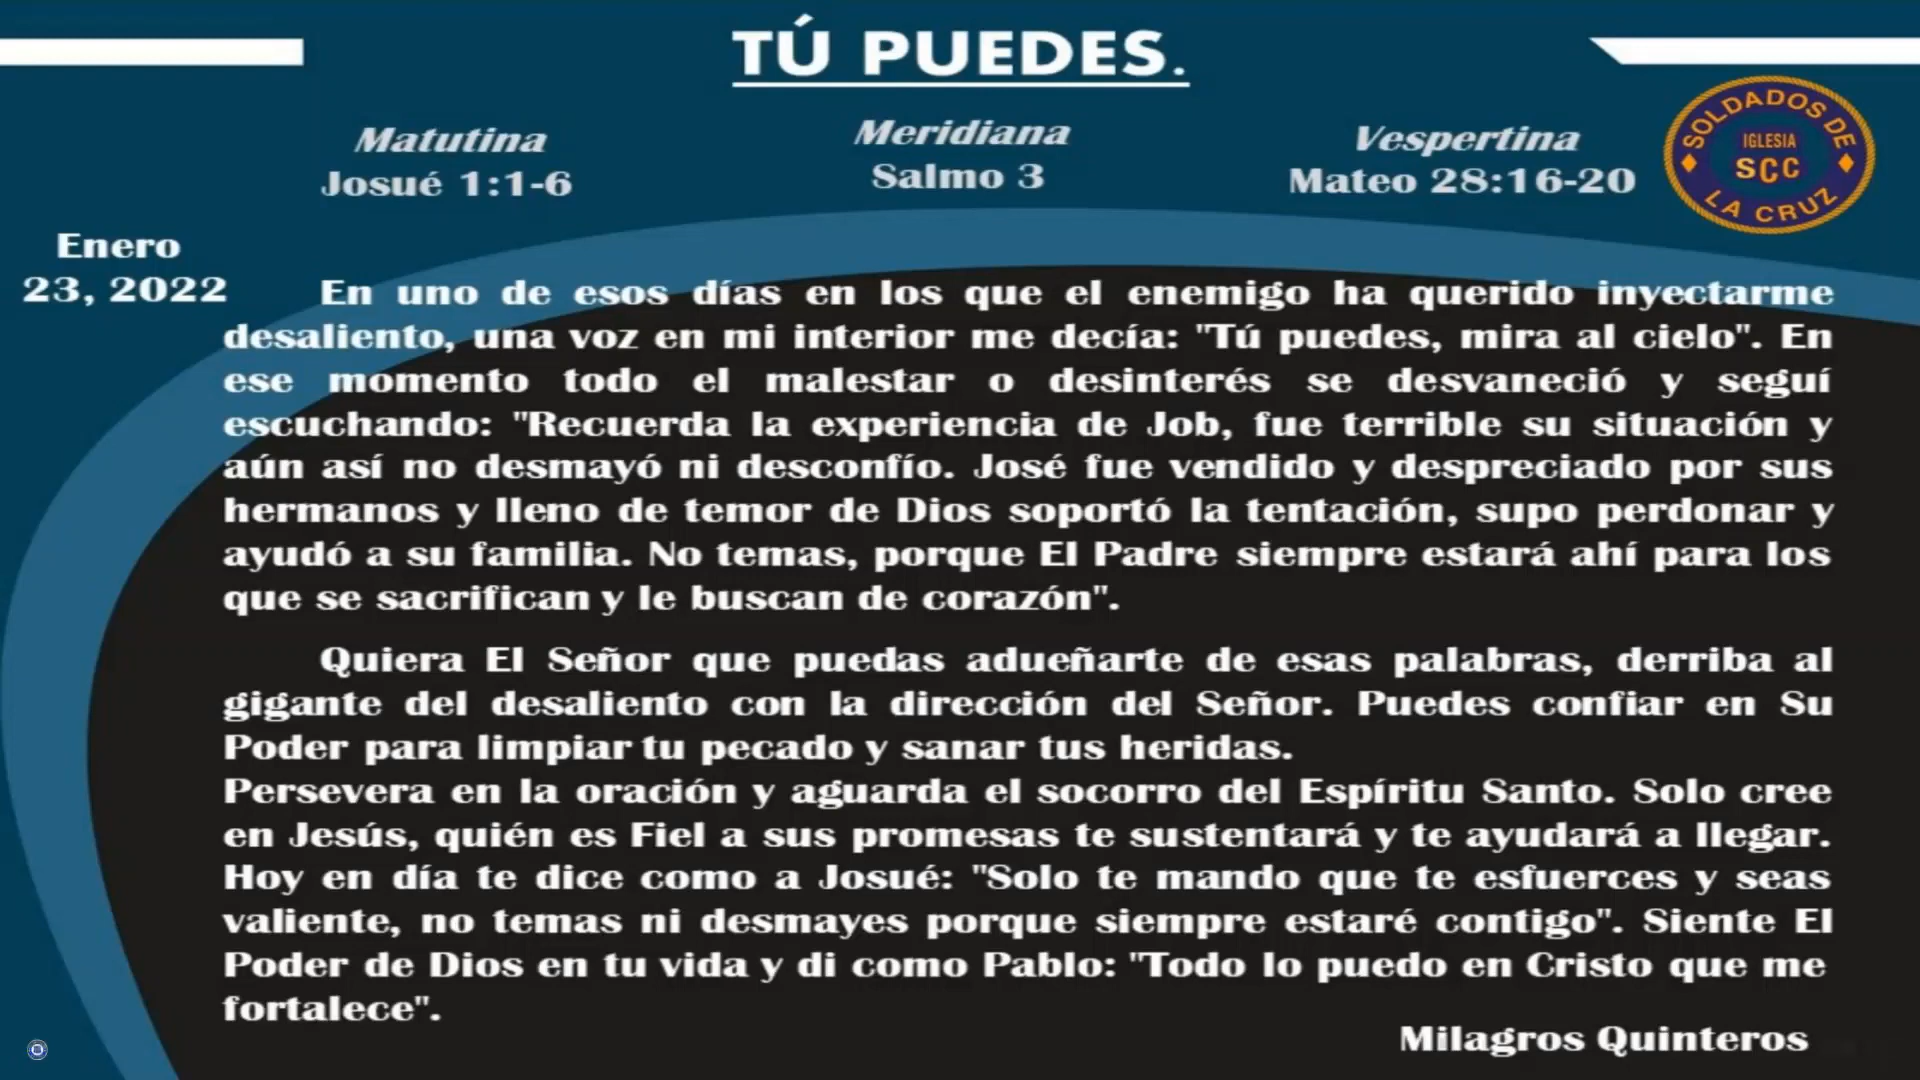 TÚ PUEDES.
Matutina
Josué 1:1-6
Meridiana
Salmo 3
Vespertina
Mateo 28:16-20
SOLDADOS DE
IGLESIA
SCC
LA CRUZ
Enero
23, 2022
En uno de esos días en los que el enemigo ha querido inyectarme
desaliento, una voz en mi interior me decía: "Tú puedes, mira al cielo". En
ese momento todo el malestar o desinterés se desvaneció y seguí
escuchando: "Recuerda la experiencia de Job, fue terrible su situación y
aún así no desmayó ni desconfío. José fue vendido y despreciado por sus
hermanos y lleno de temor de Dios soportó la tentación, supo perdonar y
ayudó a su familia. No temas, porque El Padre siempre estará ahí para los
que se sacrifican y le buscan de corazón".
Quiera El Señor que puedas adueñarte de esas palabras, derriba al
gigante del desaliento con la dirección del Señor. Puedes confiar en Su
Poder para limpiar tu pecado y sanar tus heridas.
Persevera en la oración y aguarda el socorro del Espíritu Santo. Solo cree
en Jesús, quién es Fiel a sus promesas te sustentará y te ayudará a llegar.
Hoy en día te dice como a Josué: "Solo te mando que te esfuerces y seas
valiente, no temas ni desmayes porque siempre estaré contigo". Siente El
Poder de Dios en tu vida y di como Pablo: "Todo lo puedo en Cristo que me
fortalece".
Milagros Quinteros